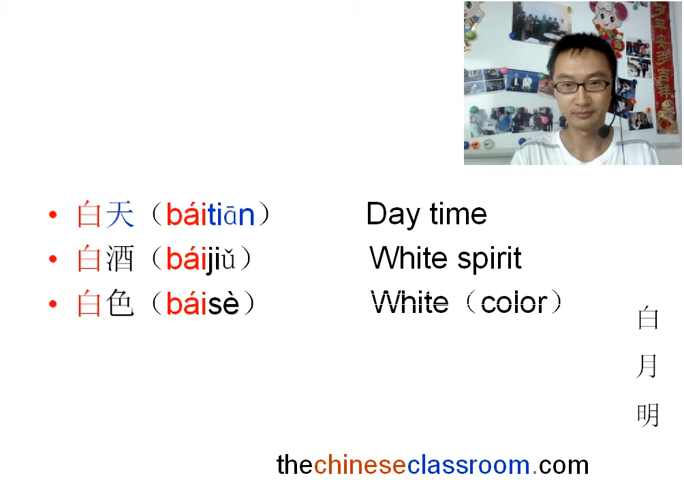 • 白天（báitiān） Day time
• 白酒（báijiǔ） White spirit
• 白色（báisè） White（color）
白
月
明
thechineseclassroom.com